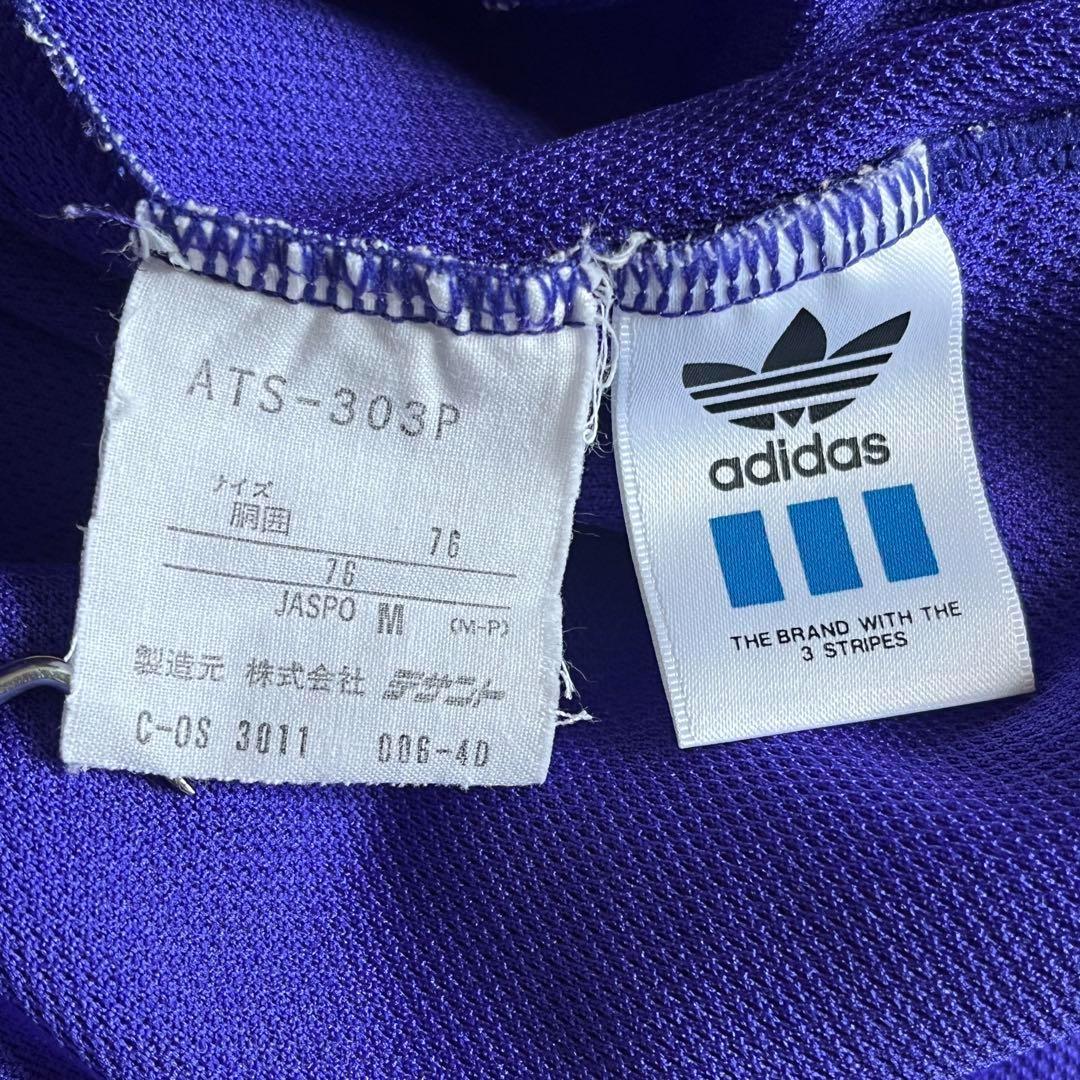 ATS-303P
サイズ
胴囲 76
76
JASPO M (M-P)
製造元 株式会社 デサント
C-OS 3011 006-40
adidas
THE BRAND WITH THE
3 STRIPES